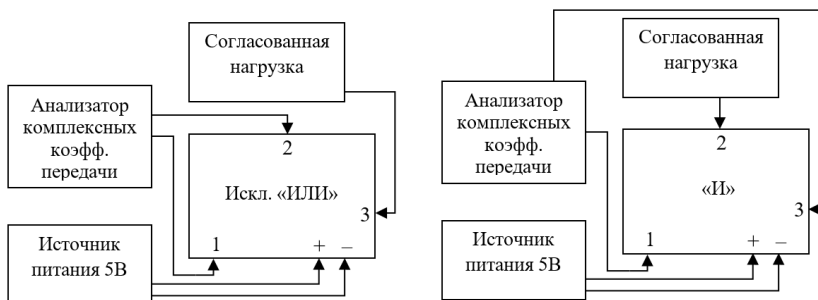 Согласованная
нагрузка
Анализатор
комплексных
коэфф.
передачи
2
Искл. «ИЛИ»
3
1
+ –
Источник
питания 5В
Согласованная
нагрузка
Анализатор
комплексных
коэфф.
передачи
2
«И»
3
1
+ –
Источник
питания 5В